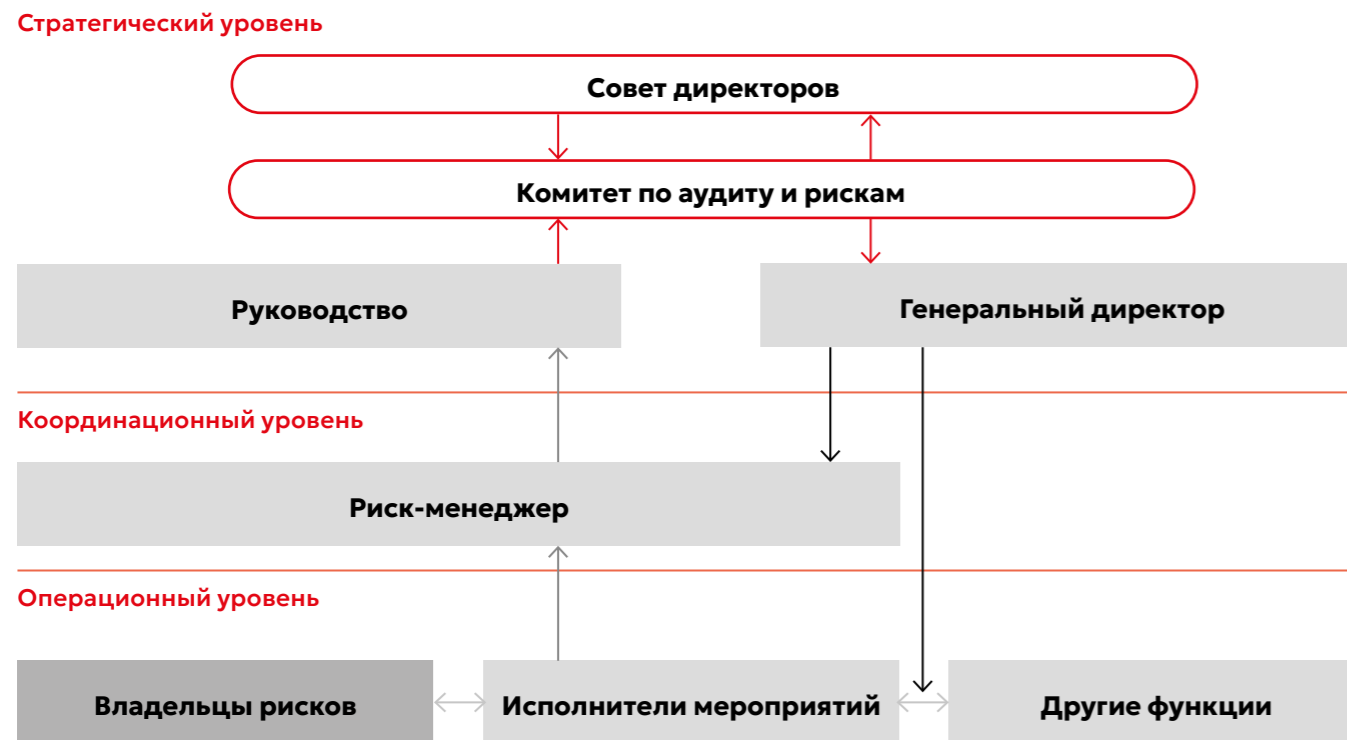 Стратегический уровень
Совет директоров
Комитет по аудиту и рискам
Руководство
Генеральный директор
Координационный уровень
Риск-менеджер
Операционный уровень
Владельцы рисков
Исполнители мероприятий
Другие функции